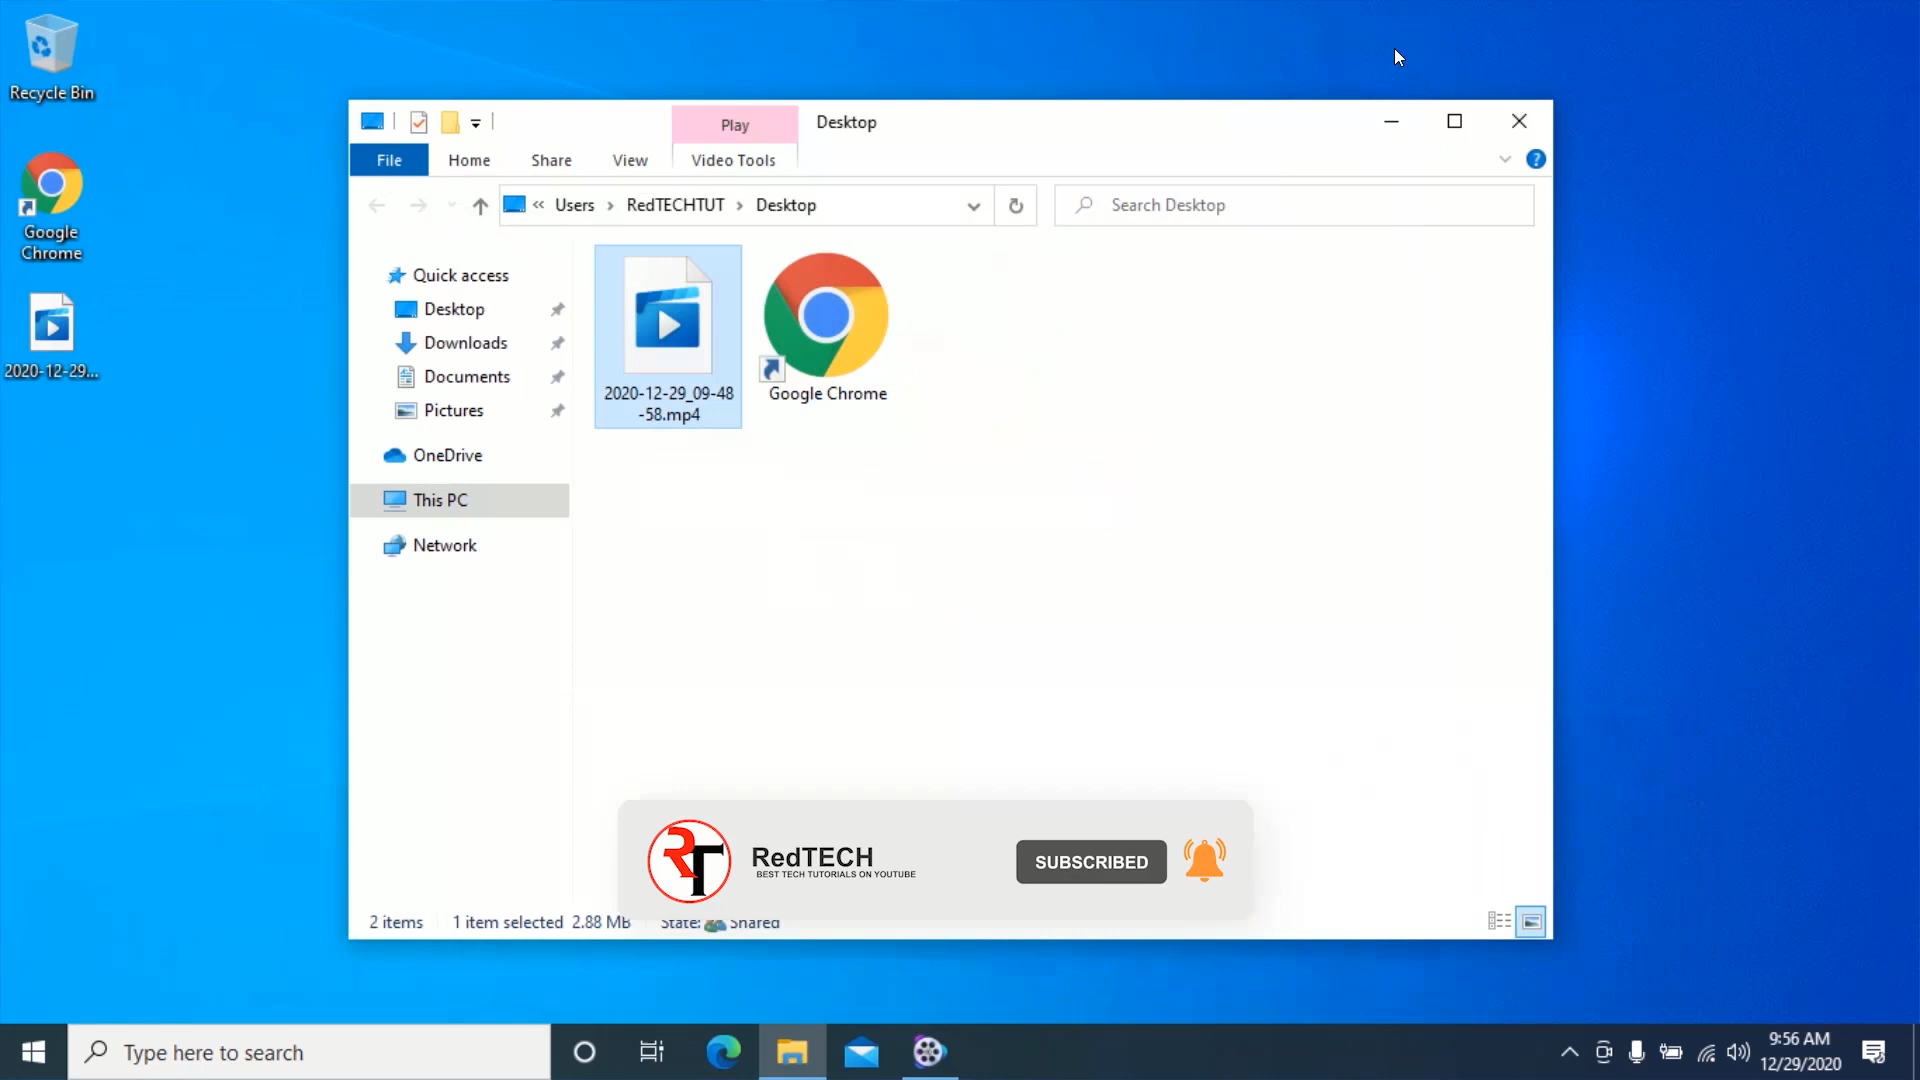 Recycle Bin
Google
Chrome
2020-12-29...
Play
Desktop
File
Home
Share
View
Video Tools
?
« Users › RedTECHTUT › Desktop
Search Desktop
Quick access
Desktop
Downloads
Documents
Pictures
OneDrive
This PC
Network
2020-12-29_09-48
-58.mp4
Google Chrome
RT
RedTECH
BEST TECH TUTORIALS ON YOUTUBE
SUBSCRIBED
2 items
1 item selected 2.88 MB
State: Shared
Type here to search
9:56 AM
12/29/2020